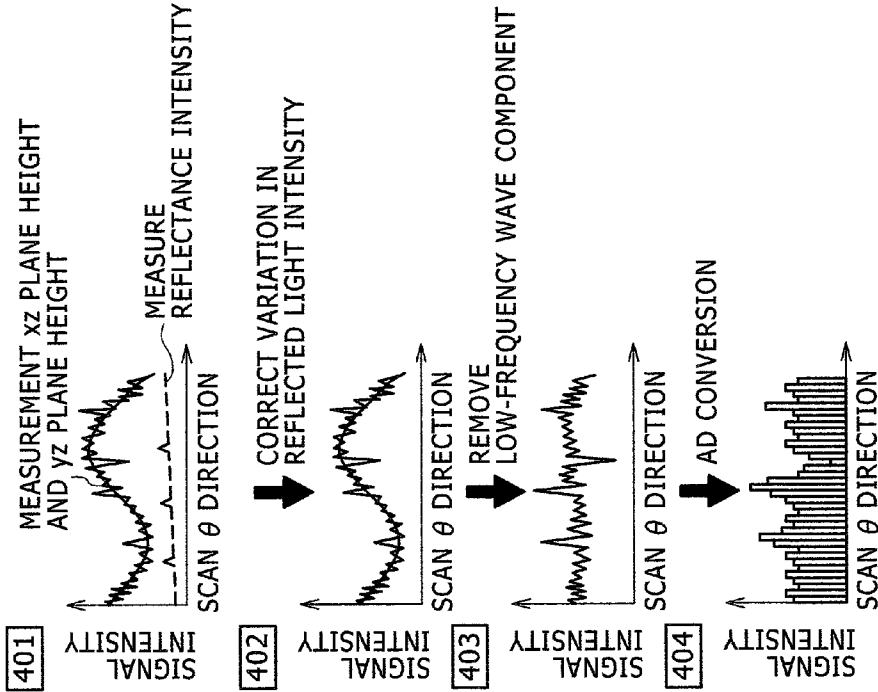 401
MEASUREMENT xz PLANE HEIGHT
AND yz PLANE HEIGHT
MEASURE
REFLECTANCE INTENSITY
SIGNAL
INTENSITY
SCAN θ DIRECTION
402
CORRECT VARIATION IN
REFLECTED LIGHT INTENSITY
SIGNAL
INTENSITY
SCAN θ DIRECTION
403
REMOVE
LOW-FREQUENCY WAVE COMPONENT
SIGNAL
INTENSITY
SCAN θ DIRECTION
404
AD CONVERSION
SIGNAL
INTENSITY
SCAN θ DIRECTION